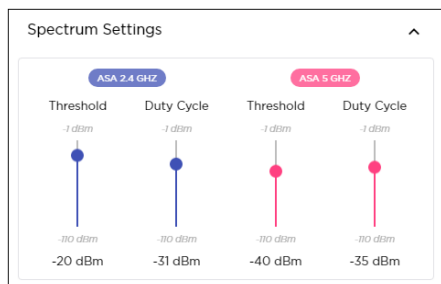 Spectrum Settings
ASA 2.4 GHZ ASA 5 GHZ
Threshold Duty Cycle Threshold Duty Cycle
-1 dBm -1 dBm -1 dBm -1 dBm
-110 dBm -110 dBm -110 dBm -110 dBm
-20 dBm -31 dBm -40 dBm -35 dBm